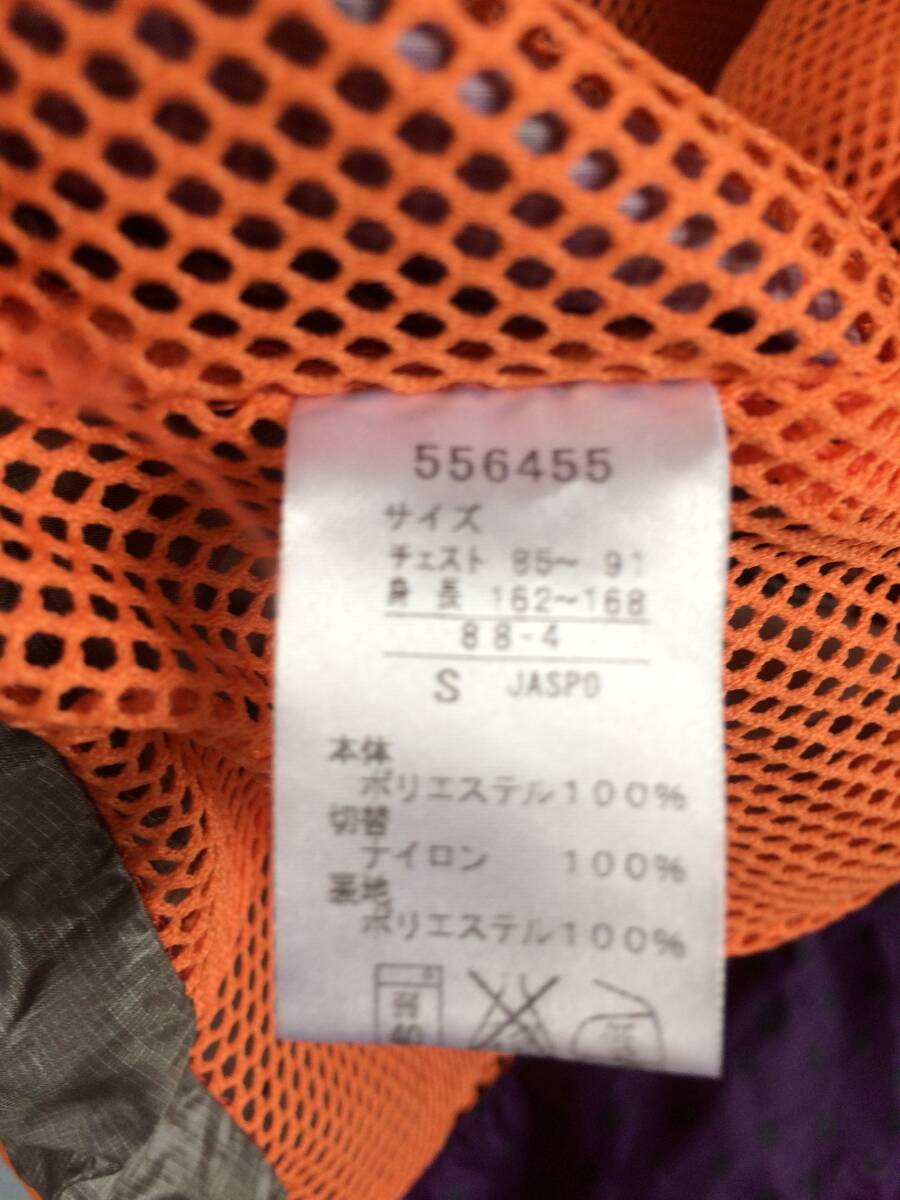 556455
サイズ
チェスト 85～ 91
身 長 162～168
88-4
S JASPO
本体
ポリエステル100%
切替
ナイロン 100%
裏地
ポリエステル100%